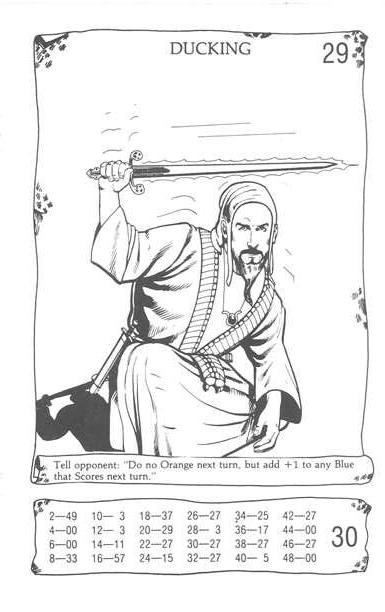 DUCKING
29
Tell opponent: "Do no Orange next turn, but add +1 to any Blue
that Scores next turn."
2—49 10— 3 18—37 26—27 34—25 42—27
4—00 12— 3 20—29 28— 3 36—17 44—00
6—00 14—11 22—27 30—27 38—27 46—27
8—33 16—57 24—15 32—27 40— 5 48—00
30